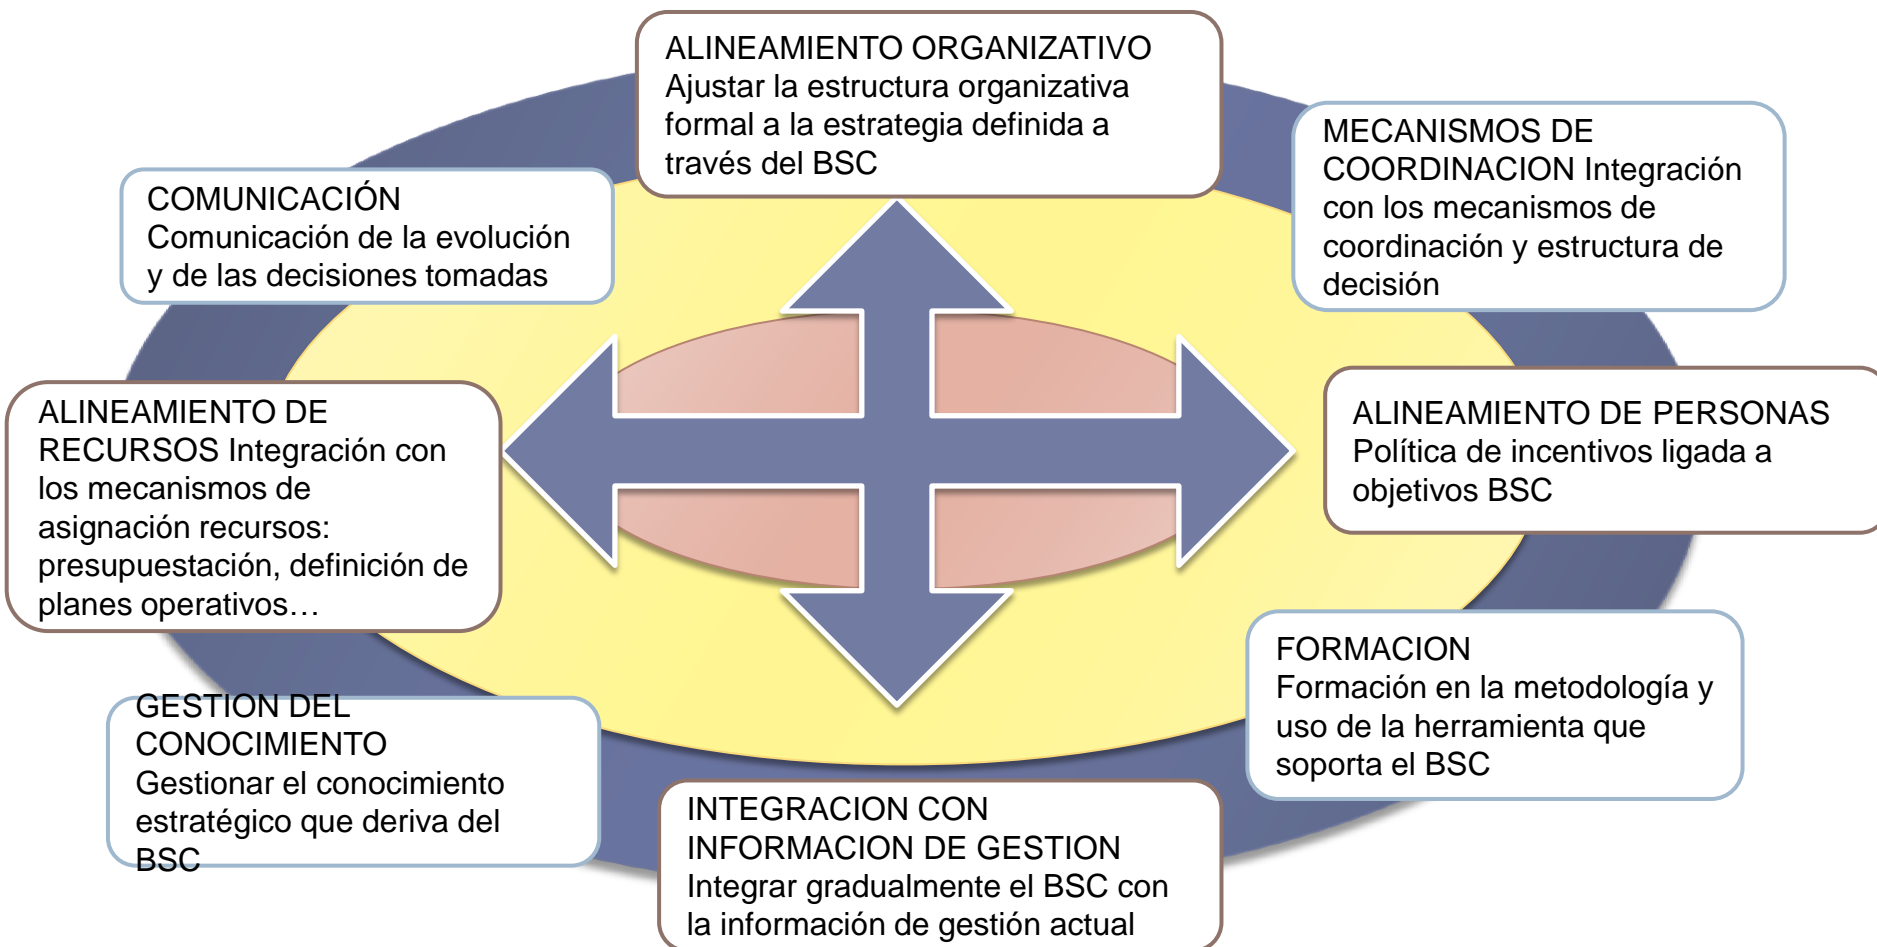 ALINEAMIENTO ORGANIZATIVO
Ajustar la estructura organizativa
formal a la estrategia definida a
través del BSC
MECANISMOS DE
COORDINACION Integración
con los mecanismos de
coordinación y estructura de
decisión
COMUNICACIÓN
Comunicación de la evolución
y de las decisiones tomadas
ALINEAMIENTO DE
RECURSOS Integración con
los mecanismos de
asignación recursos:
presupuestación, definición de
planes operativos…
ALINEAMIENTO DE PERSONAS
Política de incentivos ligada a
objetivos BSC
FORMACION
Formación en la metodología y
uso de la herramienta que
soporta el BSC
GESTION DEL
CONOCIMIENTO
Gestionar el conocimiento
estratégico que deriva del
BSC
INTEGRACION CON
INFORMACION DE GESTION
Integrar gradualmente el BSC con
la información de gestión actual